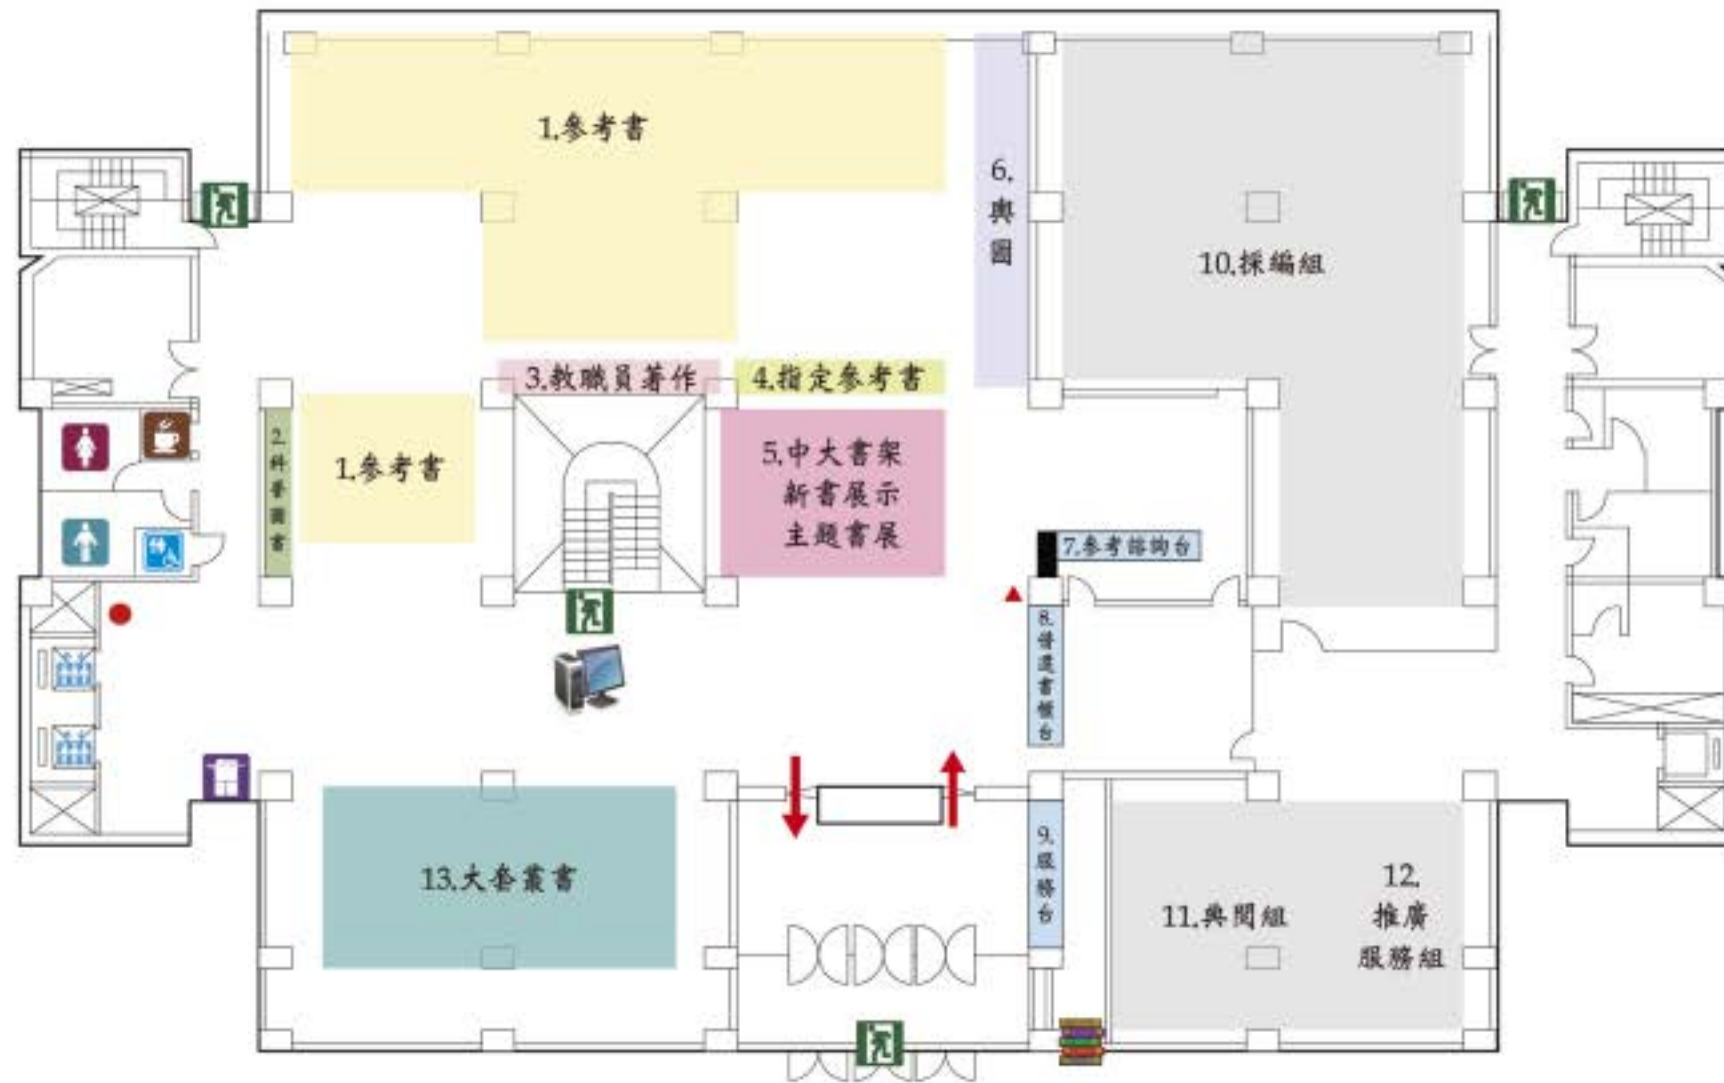 1.參考書
6.
輿
圖
10.採編組
3.教職員著作
4.指定參考書
2.
科
普
圖
書
1.參考書
5.中大書架
新書展示
主題書展
7.參考諮詢台
8.
借
還
書
櫃
台
13.大套叢書
9.
服
務
台
11.典閱組
12.
推廣
服務組